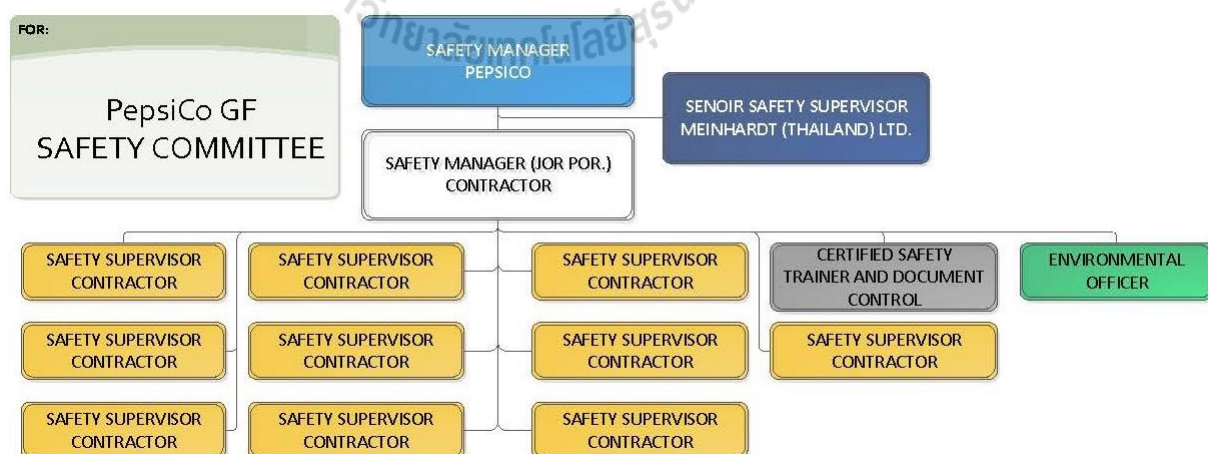 FOR:
PepsiCo GF
SAFETY COMMITTEE
SAFETY MANAGER
PEPSICO
SENOIR SAFETY SUPERVISOR
MEINHARDT (THAILAND) LTD.
SAFETY MANAGER (JOR POR.)
CONTRACTOR
SAFETY SUPERVISOR
CONTRACTOR
SAFETY SUPERVISOR
CONTRACTOR
SAFETY SUPERVISOR
CONTRACTOR
CERTIFIED SAFETY
TRAINER AND DOCUMENT
CONTROL
ENVIRONMENTAL
OFFICER
SAFETY SUPERVISOR
CONTRACTOR
SAFETY SUPERVISOR
CONTRACTOR
SAFETY SUPERVISOR
CONTRACTOR
SAFETY SUPERVISOR
CONTRACTOR
SAFETY SUPERVISOR
CONTRACTOR
SAFETY SUPERVISOR
CONTRACTOR
SAFETY SUPERVISOR
CONTRACTOR